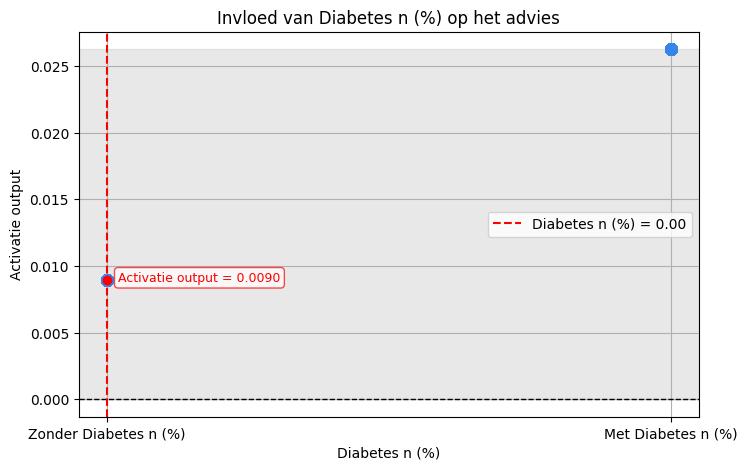 Invloed van Diabetes n (%) op het advies
Activatie output
0.025
0.020
0.015
0.010
0.005
0.000
Diabetes n (%) = 0.00
Activatie output = 0.0090
Zonder Diabetes n (%)
Met Diabetes n (%)
Diabetes n (%)